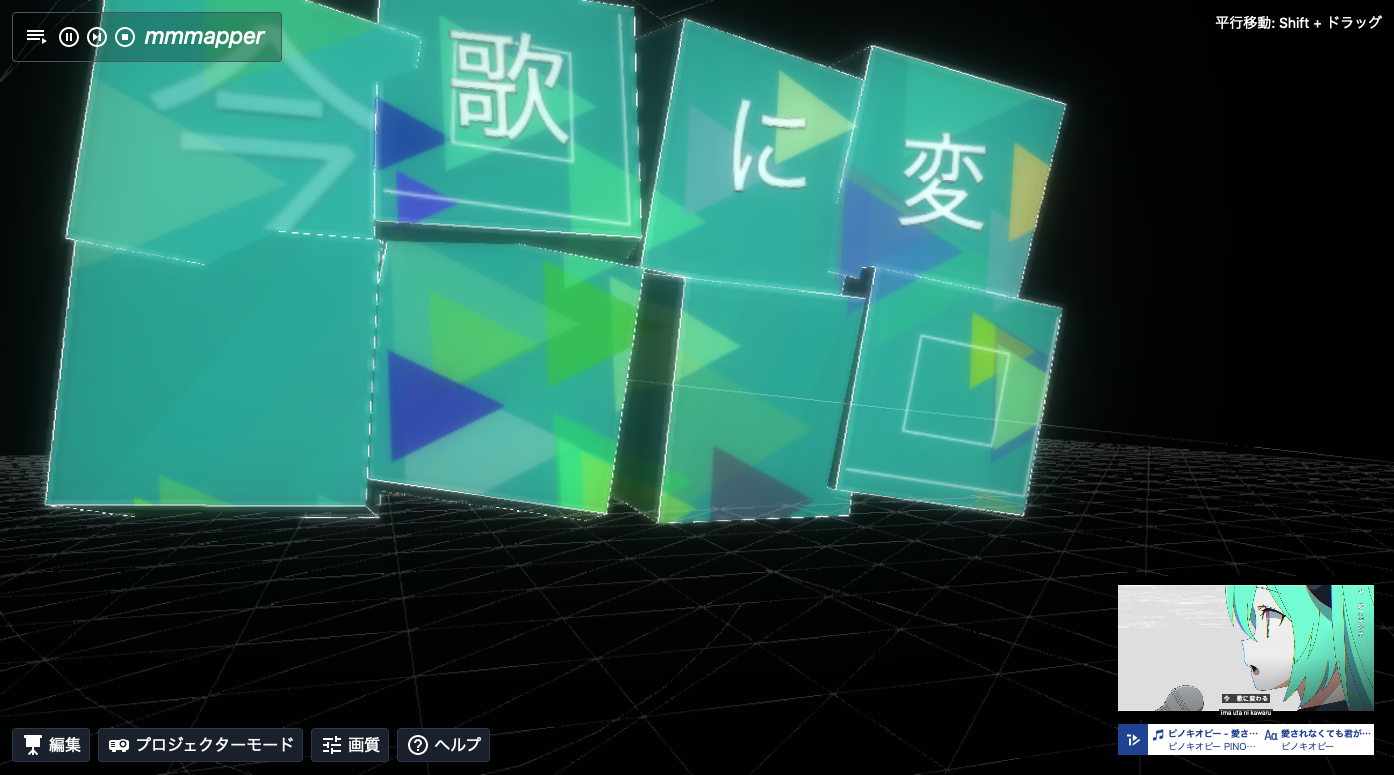 mmmapper
平行移動: Shift + ドラッグ
今
歌
に
変
今 歌に変わる
ima uta ni kawaru
ピノキオピー - 愛さ…
ピノキオピー PINO…
愛されなくても君が…
ピノキオピー
編集
プロジェクターモード
画質
ヘルプ